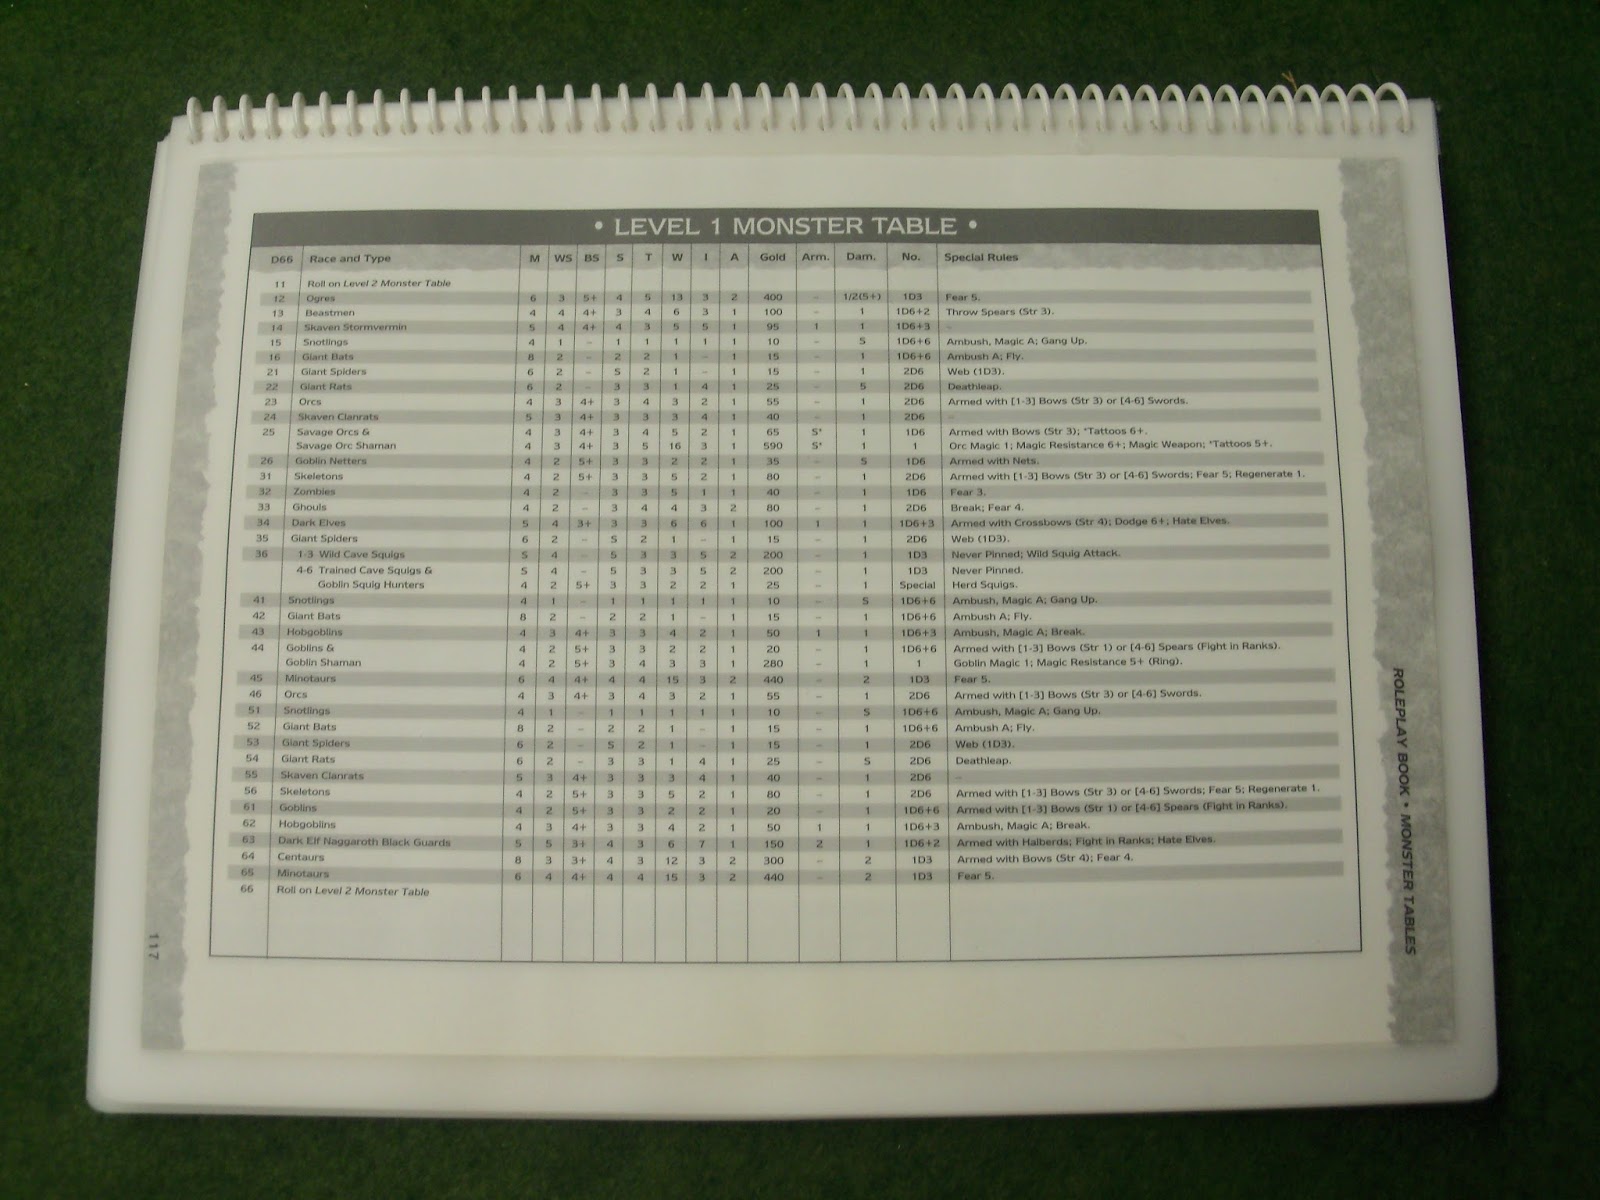 • LEVEL 1 MONSTER TABLE •
D66 Race and Type M WS BS S T W I A Gold Arm. Dam. No. Special Rules
11 Roll on Level 2 Monster Table
12 Ogres 6 3 5+ 4 5 13 3 2 400 – 1/2(5+) 1D3 Fear 5.
13 Beastmen 4 4 4+ 3 4 6 3 1 100 – 1 1D6+2 Throw Spears (Str 3).
14 Skaven Stormvermin 5 4 4+ 4 3 5 5 1 95 1 1 1D6+3 –
15 Snotlings 4 1 – 1 1 1 1 1 10 – S 1D6+6 Ambush, Magic A; Gang Up.
16 Giant Bats 8 2 – 2 2 1 – 1 15 – 1 1D6+6 Ambush A; Fly.
21 Giant Spiders 6 2 – S 2 1 – 1 15 – 1 2D6 Web (1D3).
22 Giant Rats 6 2 – 3 3 1 4 1 25 – S 2D6 Deathleap.
23 Orcs 4 3 4+ 3 4 3 2 1 55 – 1 2D6 Armed with [1-3] Bows (Str 3) or [4-6] Swords.
24 Skaven Clanrats 5 3 4+ 3 3 3 4 1 40 – 1 2D6 –
25 Savage Orcs & 4 3 4+ 3 4 5 2 1 65 S* 1 1D6 Armed with Bows (Str 3); *Tattoos 6+.
Savage Orc Shaman 4 3 4+ 3 5 16 3 1 590 S* 1 1 Orc Magic 1; Magic Resistance 6+; Magic Weapon; *Tattoos 5+.
26 Goblin Netters 4 2 5+ 3 3 2 2 1 35 – S 1D6 Armed with Nets.
31 Skeletons 4 2 5+ 3 3 5 2 1 80 – 1 2D6 Armed with [1-3] Bows (Str 3) or [4-6] Swords; Fear 5; Regenerate 1.
32 Zombies 4 2 – 3 3 5 1 1 40 – 1 1D6 Fear 3.
33 Ghouls 4 2 – 3 4 4 3 2 80 – 1 2D6 Break; Fear 4.
34 Dark Elves 5 4 3+ 3 3 6 6 1 100 1 1 1D6+3 Armed with Crossbows (Str 4); Dodge 6+; Hate Elves.
35 Giant Spiders 6 2 – S 2 1 – 1 15 – 1 2D6 Web (1D3).
36 1-3 Wild Cave Squigs S 4 – 5 3 3 5 2 200 – 1 1D3 Never Pinned; Wild Squig Attack.
4-6 Trained Cave Squigs & S 4 – 5 3 3 5 2 200 – 1 1D3 Never Pinned.
Goblin Squig Hunters 4 2 5+ 3 3 2 2 1 25 – 1 Special Herd Squigs.
41 Snotlings 4 1 – 1 1 1 1 1 10 – S 1D6+6 Ambush, Magic A; Gang Up.
42 Giant Bats 8 2 – 2 2 1 – 1 15 – 1 1D6+6 Ambush A; Fly.
43 Hobgoblins 4 3 4+ 3 3 4 2 1 50 1 1 1D6+3 Ambush, Magic A; Break.
44 Goblins & 4 2 5+ 3 3 2 2 1 20 – 1 1D6+6 Armed with [1-3] Bows (Str 1) or [4-6] Spears (Fight in Ranks).
Goblin Shaman 4 2 5+ 3 4 3 3 1 280 – 1 1 Goblin Magic 1; Magic Resistance 5+ (Ring).
45 Minotaurs 6 4 4+ 4 4 15 3 2 440 – 2 1D3 Fear 5.
46 Orcs 4 3 4+ 3 4 3 2 1 55 – 1 2D6 Armed with [1-3] Bows (Str 3) or [4-6] Swords.
51 Snotlings 4 1 – 1 1 1 1 1 10 – S 1D6+6 Ambush, Magic A; Gang Up.
52 Giant Bats 8 2 – 2 2 1 – 1 15 – 1 1D6+6 Ambush A; Fly.
53 Giant Spiders 6 2 – S 2 1 – 1 15 – 1 2D6 Web (1D3).
54 Giant Rats 6 2 – 3 3 1 4 1 25 – S 2D6 Deathleap.
55 Skaven Clanrats 5 3 4+ 3 3 3 4 1 40 – 1 2D6 –
56 Skeletons 4 2 5+ 3 3 5 2 1 80 – 1 2D6 Armed with [1-3] Bows (Str 3) or [4-6] Swords; Fear 5; Regenerate 1.
61 Goblins 4 2 5+ 3 3 2 2 1 20 – 1 1D6+6 Armed with [1-3] Bows (Str 1) or [4-6] Spears (Fight in Ranks).
62 Hobgoblins 4 3 4+ 3 3 4 2 1 50 1 1 1D6+3 Ambush, Magic A; Break.
63 Dark Elf Naggaroth Black Guards 5 5 3+ 4 3 6 7 1 150 2 1 1D6+2 Armed with Halberds; Fight in Ranks; Hate Elves.
64 Centaurs 8 3 3+ 4 3 12 3 2 300 – 2 1D3 Armed with Bows (Str 4); Fear 4.
65 Minotaurs 6 4 4+ 4 4 15 3 2 440 – 2 1D3 Fear 5.
66 Roll on Level 2 Monster Table
ROLEPLAY BOOK • MONSTER TABLES
117